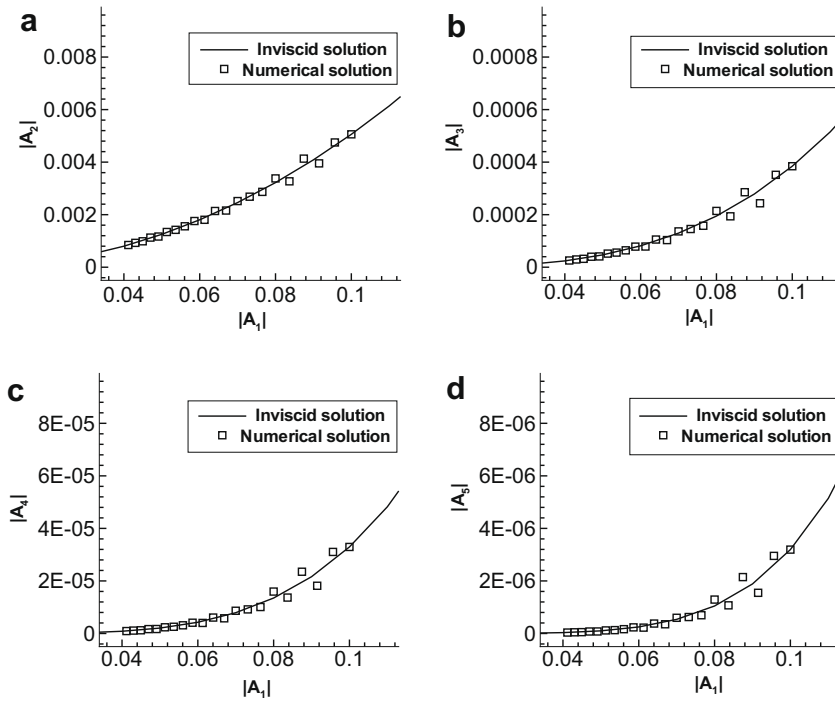 a
Inviscid solution
Numerical solution
0.008
0.006
0.004
0.002
0
|A2|
0.04 0.06 0.08 0.1
|A1|
b
Inviscid solution
Numerical solution
0.0008
0.0006
0.0004
0.0002
0
|A3|
0.04 0.06 0.08 0.1
|A1|
c
Inviscid solution
Numerical solution
8E-05
6E-05
4E-05
2E-05
0
|A4|
0.04 0.06 0.08 0.1
|A1|
d
Inviscid solution
Numerical solution
8E-06
6E-06
4E-06
2E-06
0
|A5|
0.04 0.06 0.08 0.1
|A1|